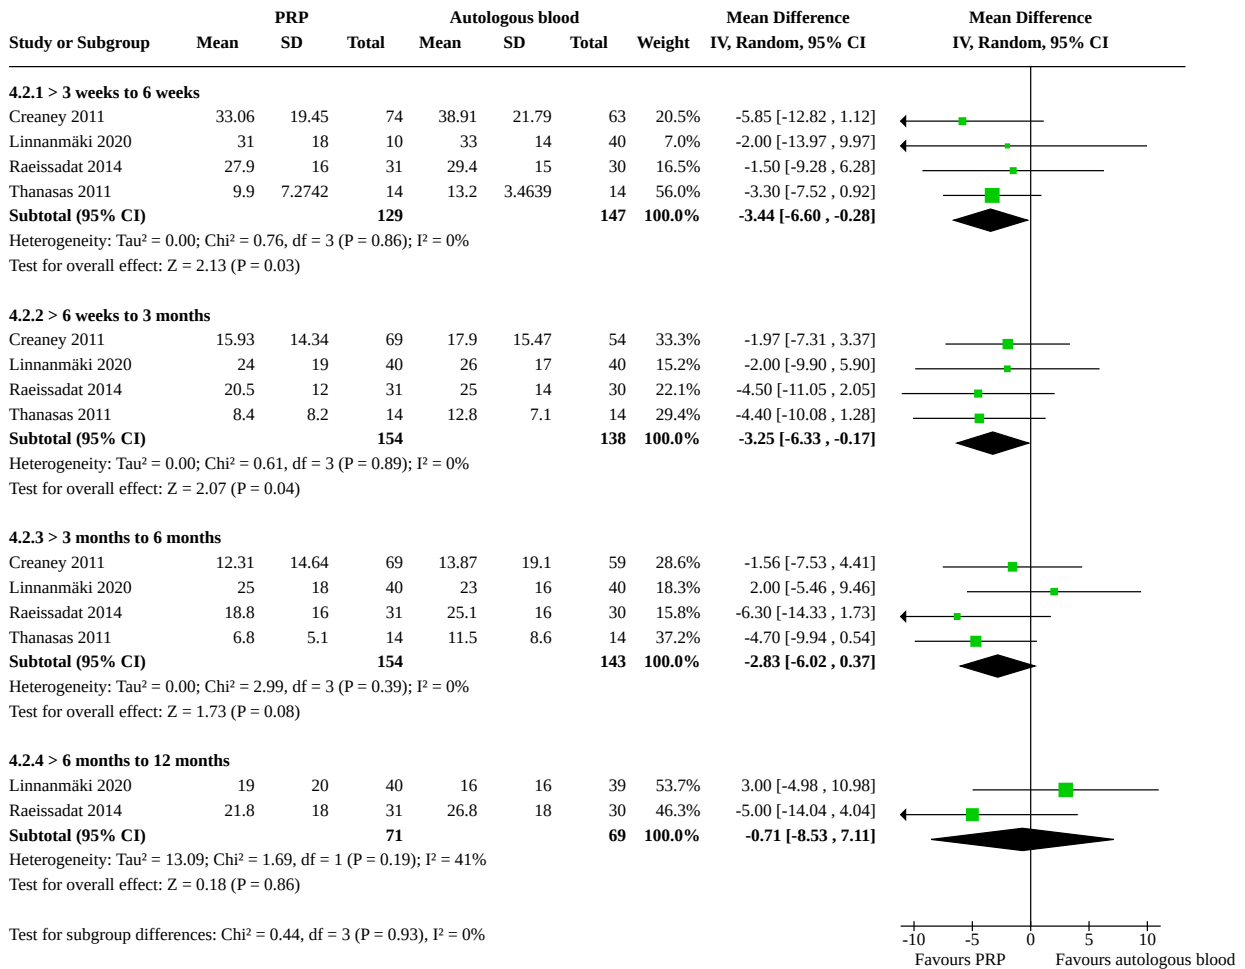 PRP Autologous blood Mean Difference Mean Difference
Study or Subgroup Mean SD Total Mean SD Total Weight IV, Random, 95% CI IV, Random, 95% CI
4.2.1 > 3 weeks to 6 weeks
Creaney 2011 33.06 19.45 74 38.91 21.79 63 20.5% -5.85 [-12.82 , 1.12]
Linnanmäki 2020 31 18 10 33 14 40 7.0% -2.00 [-13.97 , 9.97]
Raeissadat 2014 27.9 16 31 29.4 15 30 16.5% -1.50 [-9.28 , 6.28]
Thanasas 2011 9.9 7.2742 14 13.2 3.4639 14 56.0% -3.30 [-7.52 , 0.92]
Subtotal (95% CI) 129 147 100.0% -3.44 [-6.60 , -0.28]
Heterogeneity: Tau² = 0.00; Chi² = 0.76, df = 3 (P = 0.86); I² = 0%
Test for overall effect: Z = 2.13 (P = 0.03)
4.2.2 > 6 weeks to 3 months
Creaney 2011 15.93 14.34 69 17.9 15.47 54 33.3% -1.97 [-7.31 , 3.37]
Linnanmäki 2020 24 19 40 26 17 40 15.2% -2.00 [-9.90 , 5.90]
Raeissadat 2014 20.5 12 31 25 14 30 22.1% -4.50 [-11.05 , 2.05]
Thanasas 2011 8.4 8.2 14 12.8 7.1 14 29.4% -4.40 [-10.08 , 1.28]
Subtotal (95% CI) 154 138 100.0% -3.25 [-6.33 , -0.17]
Heterogeneity: Tau² = 0.00; Chi² = 0.61, df = 3 (P = 0.89); I² = 0%
Test for overall effect: Z = 2.07 (P = 0.04)
4.2.3 > 3 months to 6 months
Creaney 2011 12.31 14.64 69 13.87 19.1 59 28.6% -1.56 [-7.53 , 4.41]
Linnanmäki 2020 25 18 40 23 16 40 18.3% 2.00 [-5.46 , 9.46]
Raeissadat 2014 18.8 16 31 25.1 16 30 15.8% -6.30 [-14.33 , 1.73]
Thanasas 2011 6.8 5.1 14 11.5 8.6 14 37.2% -4.70 [-9.94 , 0.54]
Subtotal (95% CI) 154 143 100.0% -2.83 [-6.02 , 0.37]
Heterogeneity: Tau² = 0.00; Chi² = 2.99, df = 3 (P = 0.39); I² = 0%
Test for overall effect: Z = 1.73 (P = 0.08)
4.2.4 > 6 months to 12 months
Linnanmäki 2020 19 20 40 16 16 39 53.7% 3.00 [-4.98 , 10.98]
Raeissadat 2014 21.8 18 31 26.8 18 30 46.3% -5.00 [-14.04 , 4.04]
Subtotal (95% CI) 71 69 100.0% -0.71 [-8.53 , 7.11]
Heterogeneity: Tau² = 13.09; Chi² = 1.69, df = 1 (P = 0.19); I² = 41%
Test for overall effect: Z = 0.18 (P = 0.86)
Test for subgroup differences: Chi² = 0.44, df = 3 (P = 0.93), I² = 0%
-10 -5 0 5 10
Favours PRP Favours autologous blood